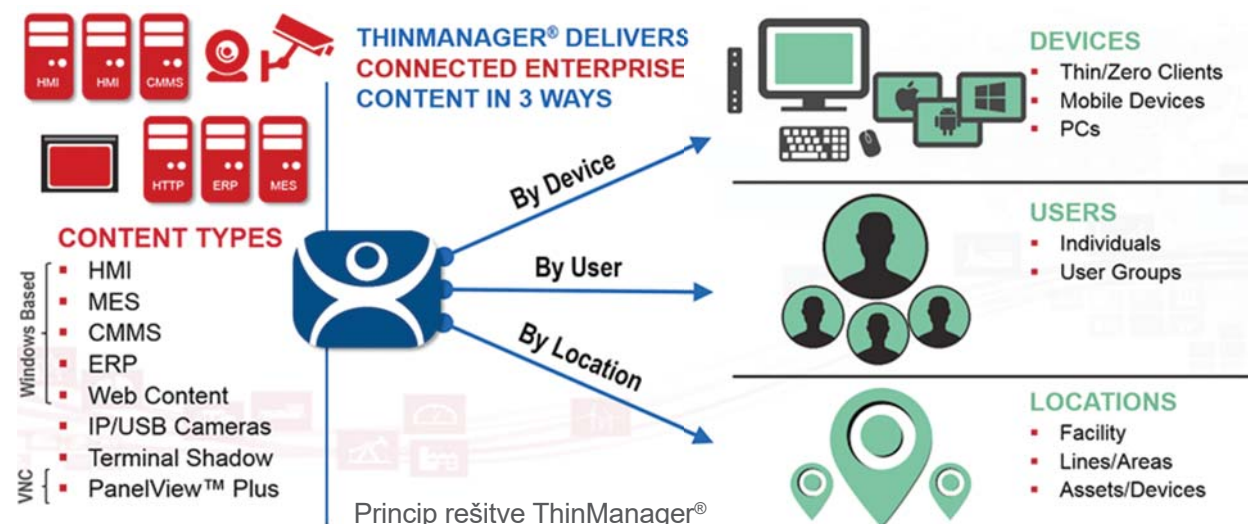 HMI HMI CMMS
HTTP ERP MES
THINMANAGER® DELIVERS
CONNECTED ENTERPRISE
CONTENT IN 3 WAYS
CONTENT TYPES
Windows Based
▪ HMI
▪ MES
▪ CMMS
▪ ERP
▪ Web Content
▪ IP/USB Cameras
▪ Terminal Shadow
VNC
▪ PanelView™ Plus
By Device
By User
By Location
DEVICES
▪ Thin/Zero Clients
▪ Mobile Devices
▪ PCs
USERS
▪ Individuals
▪ User Groups
LOCATIONS
▪ Facility
▪ Lines/Areas
▪ Assets/Devices
Princip rešitve ThinManager®